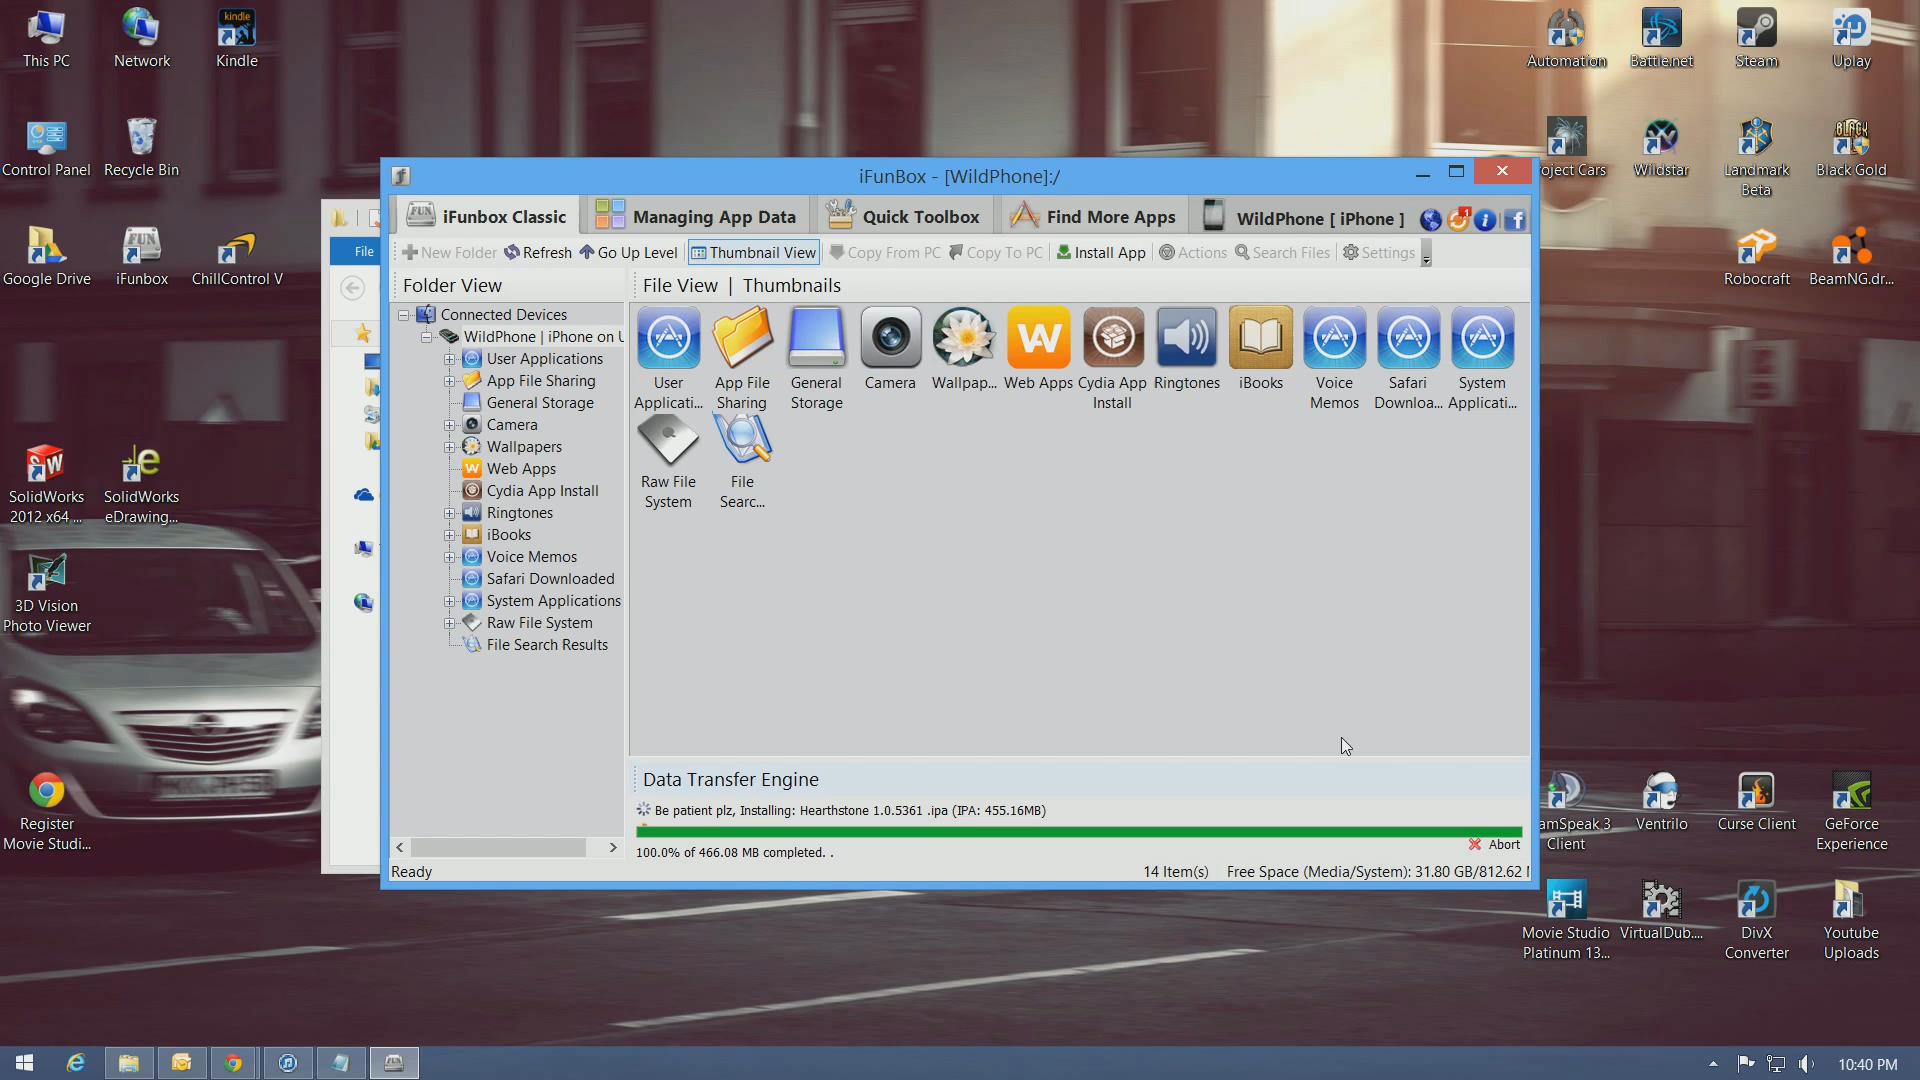 This PC
Network
kindle
Kindle
Automation
Battle.net
Steam
Uplay
Control Panel
Recycle Bin
oject Cars
Wildstar
Landmark
Beta
BLACK
GOLD
Black Gold
Google Drive
FUN
iFunbox
ChillControl V
Robocraft
BeamNG.dr...
SolidWorks
2012 x64 ...
SolidWorks
eDrawing...
3D Vision
Photo Viewer
Register
Movie Studi...
amSpeak 3
Client
Ventrilo
Curse Client
GeForce
Experience
Movie Studio
Platinum 13...
VirtualDub....
DivX
Converter
Youtube
Uploads
File
iFunBox - [WildPhone]:/
FUN
iFunbox Classic
Managing App Data
Quick Toolbox
Find More Apps
WildPhone [ iPhone ]
1
New Folder
Refresh
Go Up Level
Thumbnail View
Copy From PC
Copy To PC
Install App
Actions
Search Files
Settings
Folder View
File View | Thumbnails
Connected Devices
WildPhone | iPhone on U
User Applications
App File Sharing
General Storage
Camera
Wallpapers
Web Apps
Cydia App Install
Ringtones
iBooks
Voice Memos
Safari Downloaded
System Applications
Raw File System
File Search Results
User
Applicati...
App File
Sharing
General
Storage
Camera
Wallpap...
Web Apps
Cydia App
Install
Ringtones
iBooks
Voice
Memos
Safari
Downloa...
System
Applicati...
Raw File
System
File
Searc...
Data Transfer Engine
Be patient plz, Installing: Hearthstone 1.0.5361 .ipa (IPA: 455.16MB)
100.0% of 466.08 MB completed. .
Abort
Ready
14 Item(s)
Free Space (Media/System): 31.80 GB/812.62
10:40 PM